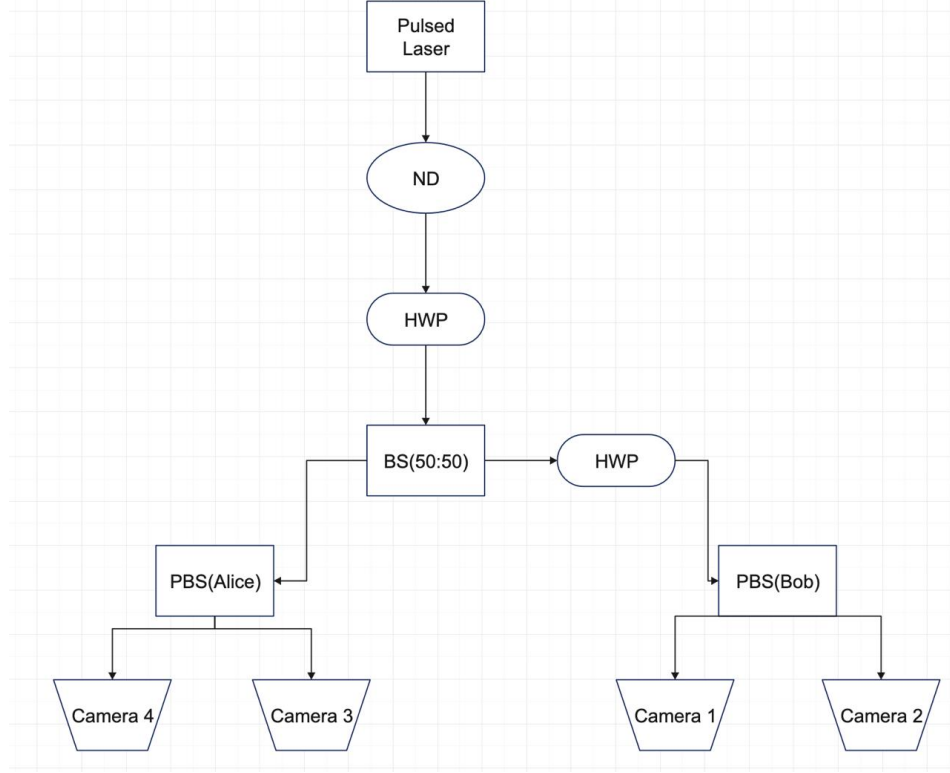 Pulsed
Laser
ND
HWP
BS(50:50)
HWP
PBS(Alice)
PBS(Bob)
Camera 4
Camera 3
Camera 1
Camera 2